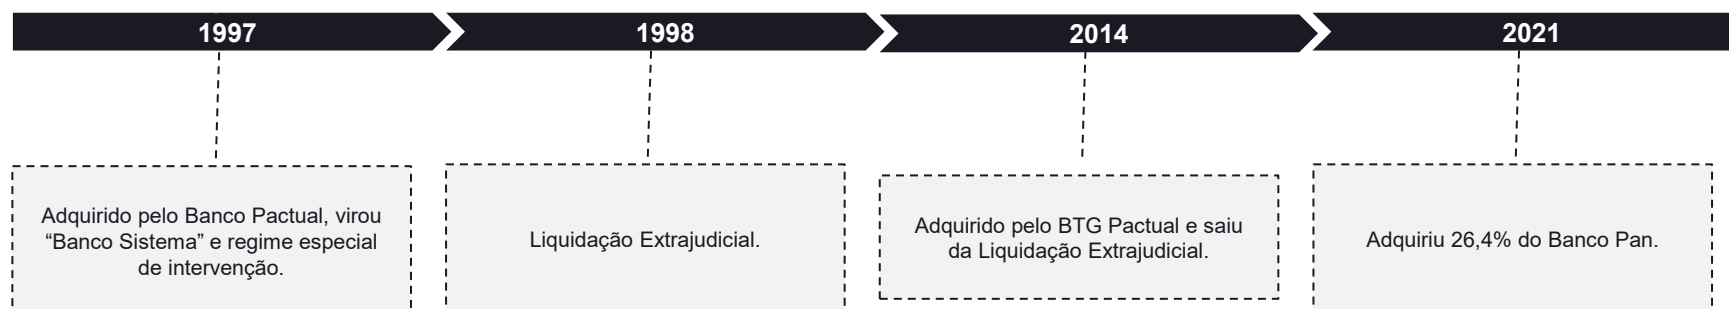 1997
1998
2014
2021
Adquirido pelo Banco Pactual, virou
“Banco Sistema” e regime especial
de intervenção.
Liquidação Extrajudicial.
Adquirido pelo BTG Pactual e saiu
da Liquidação Extrajudicial.
Adquiriu 26,4% do Banco Pan.